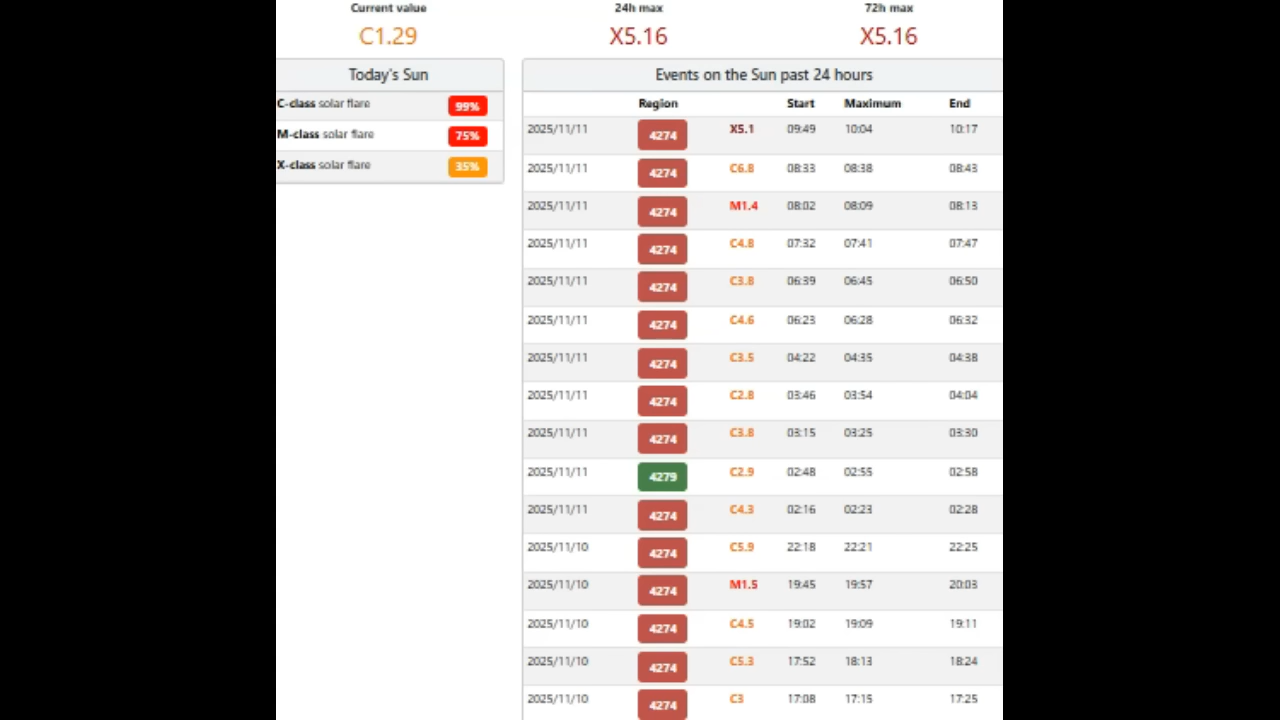 Current value 24h max 72h max
C1.29 X5.16 X5.16
Today's Sun
C-class solar flare 99%
M-class solar flare 75%
X-class solar flare 35%
Events on the Sun past 24 hours
Region Start Maximum End
2025/11/11 4274 X5.1 09:49 10:04 10:17
2025/11/11 4274 C6.8 08:33 08:38 08:43
2025/11/11 4274 M1.4 08:02 08:09 08:13
2025/11/11 4274 C4.8 07:32 07:41 07:47
2025/11/11 4274 C3.8 06:39 06:45 06:50
2025/11/11 4274 C4.6 06:23 06:28 06:32
2025/11/11 4274 C3.5 04:22 04:35 04:38
2025/11/11 4274 C2.8 03:46 03:54 04:04
2025/11/11 4274 C3.8 03:15 03:25 03:30
2025/11/11 4279 C2.9 02:48 02:55 02:58
2025/11/11 4274 C4.3 02:16 02:23 02:28
2025/11/10 4274 C5.9 22:18 22:21 22:25
2025/11/10 4274 M1.5 19:45 19:57 20:03
2025/11/10 4274 C4.5 19:02 19:09 19:11
2025/11/10 4274 C5.3 17:52 18:13 18:24
2025/11/10 4274 C3 17:08 17:15 17:25